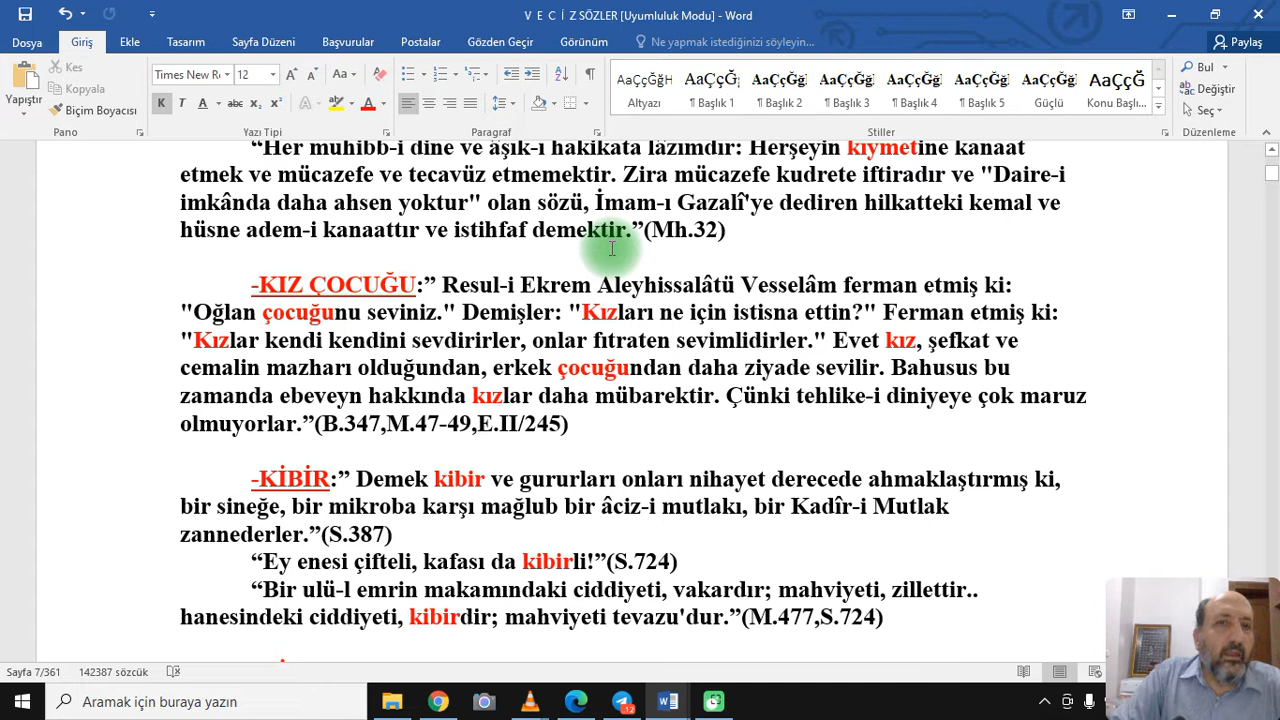 V E C İ Z SÖZLER [Uyumluluk Modu] - Word
Dosya Giriş Ekle Tasarım Sayfa Düzeni Başvurular Postalar Gözden Geçir Görünüm Ne yapmak istediğinizi söyleyin... Paylaş
Yapıştır
Kes
Kopyala
Biçim Boyacısı
Times New Ro 12
K T A abc x₂ x²
AaÇçĞğH AaÇçĞğ AaÇçĞğ AaÇçĞğ AaÇçĞğ AaÇçĞğ AaÇçĞğ AaÇçĞ
Altyazı ¶ Başlık 1 ¶ Başlık 2 ¶ Başlık 3 ¶ Başlık 4 ¶ Başlık 5 Güçlü Konu Başlı...
Bul
Değiştir
Seç
Pano Yazı Tipi Paragraf Stiller Düzenleme
“Her muhibb-i dine ve âşık-ı hakikata lâzımdır: Herşeyin kıymetine kanaat
etmek ve mücazefe ve tecavüz etmemektir. Zira mücazefe kudrete iftiradır ve "Daire-i
imkânda daha ahsen yoktur" olan sözü, İmam-ı Gazalî'ye dediren hilkatteki kemal ve
hüsne adem-i kanaattır ve istihfaf demektir.”(Mh.32)
-KIZ ÇOCUĞU:” Resul-i Ekrem Aleyhissalâtü Vesselâm ferman etmiş ki:
"Oğlan çocuğunu seviniz." Demişler: "Kızları ne için istisna ettin?" Ferman etmiş ki:
"Kızlar kendi kendini sevdirirler, onlar fıtraten sevimlidirler." Evet kız, şefkat ve
cemalin mazharı olduğundan, erkek çocuğundan daha ziyade sevilir. Bahusus bu
zamanda ebeveyn hakkında kızlar daha mübarektir. Çünki tehlike-i diniyeye çok maruz
olmuyorlar.”(B.347,M.47-49,E.II/245)
-KİBİR:” Demek kibir ve gururları onları nihayet derecede ahmaklaştırmış ki,
bir sineğe, bir mikroba karşı mağlub bir âciz-i mutlakı, bir Kadîr-i Mutlak
zannederler.”(S.387)
“Ey enesi çifteli, kafası da kibirli!”(S.724)
“Bir ulü-l emrin makamındaki ciddiyeti, vakardır; mahviyeti, zillettir..
hanesindeki ciddiyeti, kibirdir; mahviyeti tevazu'dur.”(M.477,S.724)
Sayfa 7/361 142387 sözcük
Aramak için buraya yazın